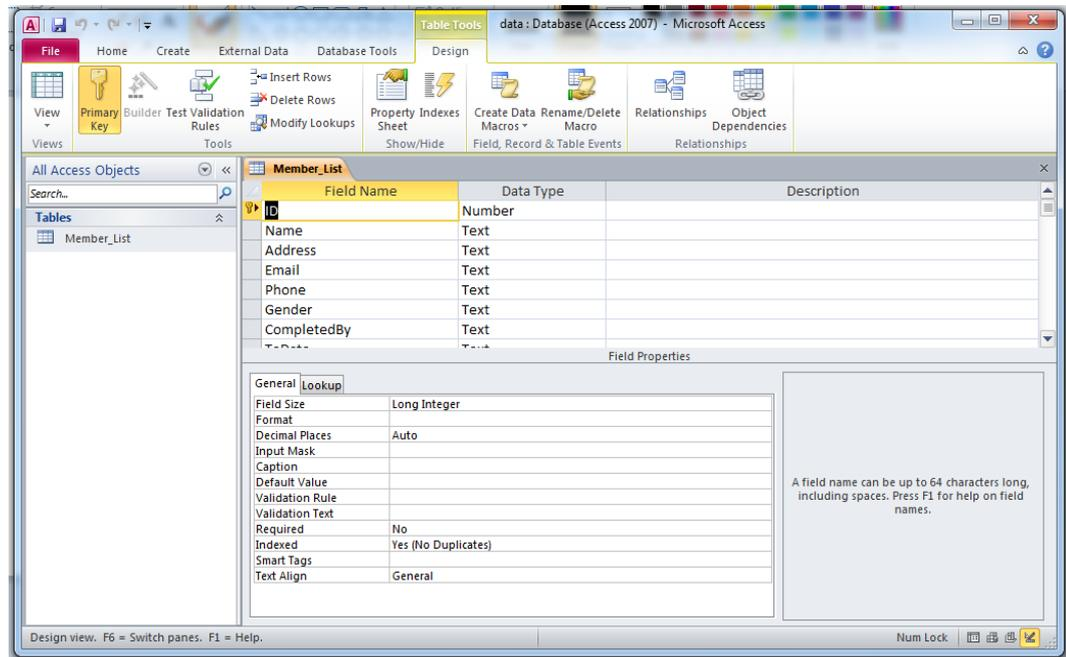 Table Tools
data : Database (Access 2007) - Microsoft Access
File Home Create External Data Database Tools Design
View
Primary Key
Builder
Test Validation Rules
Insert Rows
Delete Rows
Modify Lookups
Property Sheet
Indexes
Create Data Macros
Rename/Delete Macro
Relationships
Object Dependencies
Views Tools Show/Hide Field, Record & Table Events Relationships
All Access Objects
Search...
Tables
Member_List
Member_List
Field Name Data Type Description
ID Number
Name Text
Address Text
Email Text
Phone Text
Gender Text
CompletedBy Text
Field Properties
General Lookup
Field Size Long Integer
Format
Decimal Places Auto
Input Mask
Caption
Default Value
Validation Rule
Validation Text
Required No
Indexed Yes (No Duplicates)
Smart Tags
Text Align General
A field name can be up to 64 characters long,
including spaces. Press F1 for help on field
names.
Design view. F6 = Switch panes. F1 = Help.
Num Lock